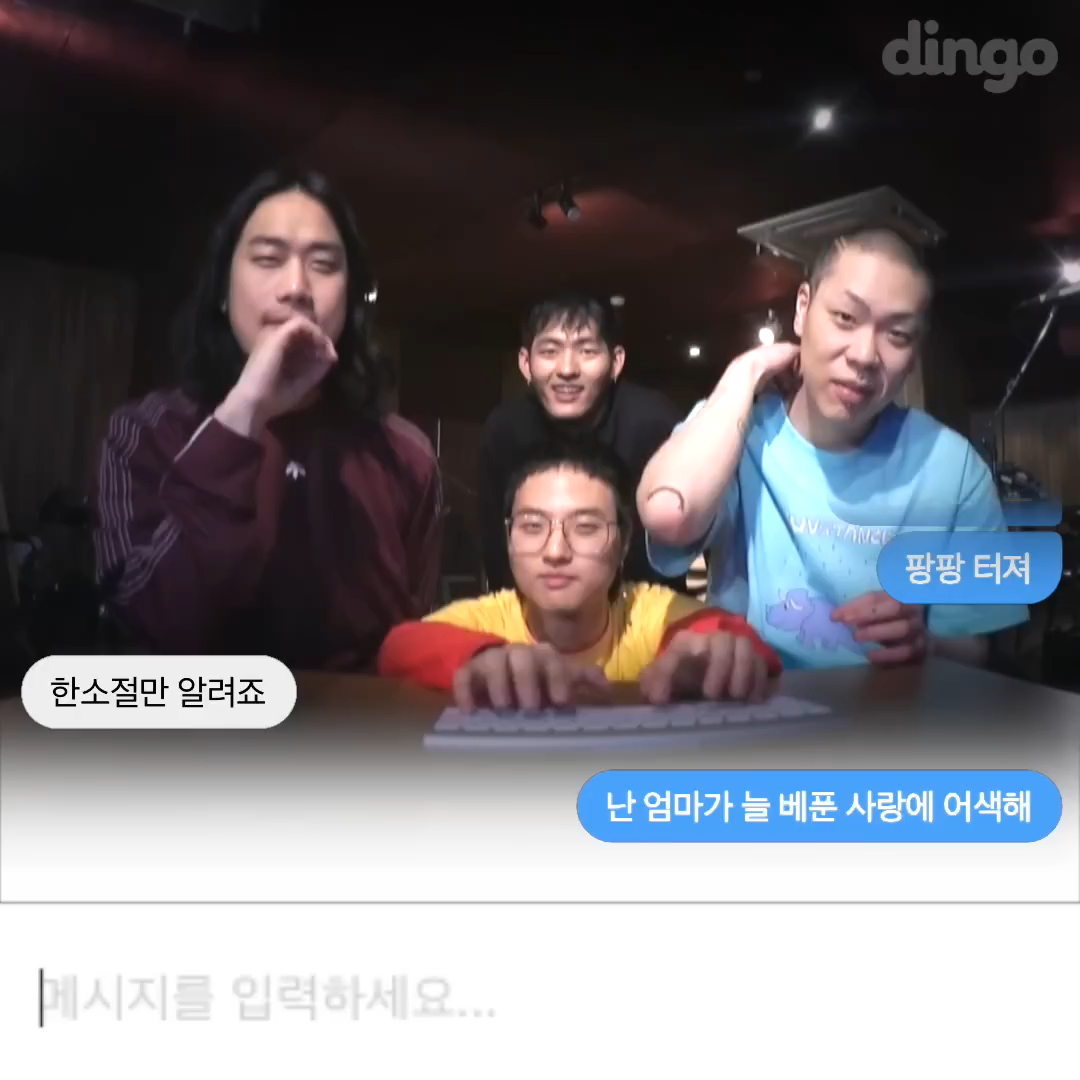 dingo
팡팡 터져
한소절만 알려죠
난 엄마가 늘 베푼 사랑에 어색해
메시지를 입력하세요...